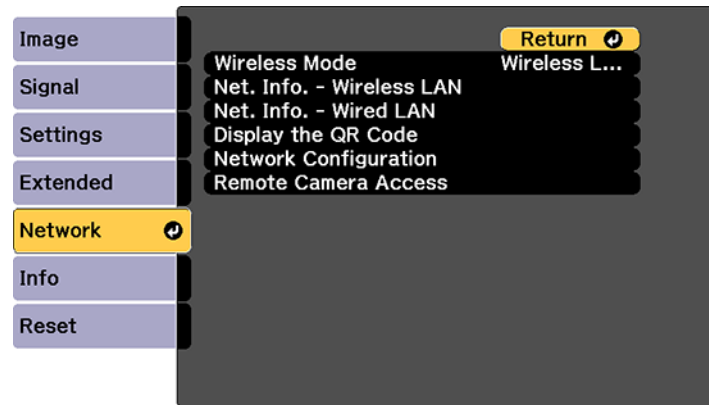 Image
Signal
Settings
Extended
Network
Info
Reset
Return
Wireless Mode Wireless L...
Net. Info. - Wireless LAN
Net. Info. - Wired LAN
Display the QR Code
Network Configuration
Remote Camera Access